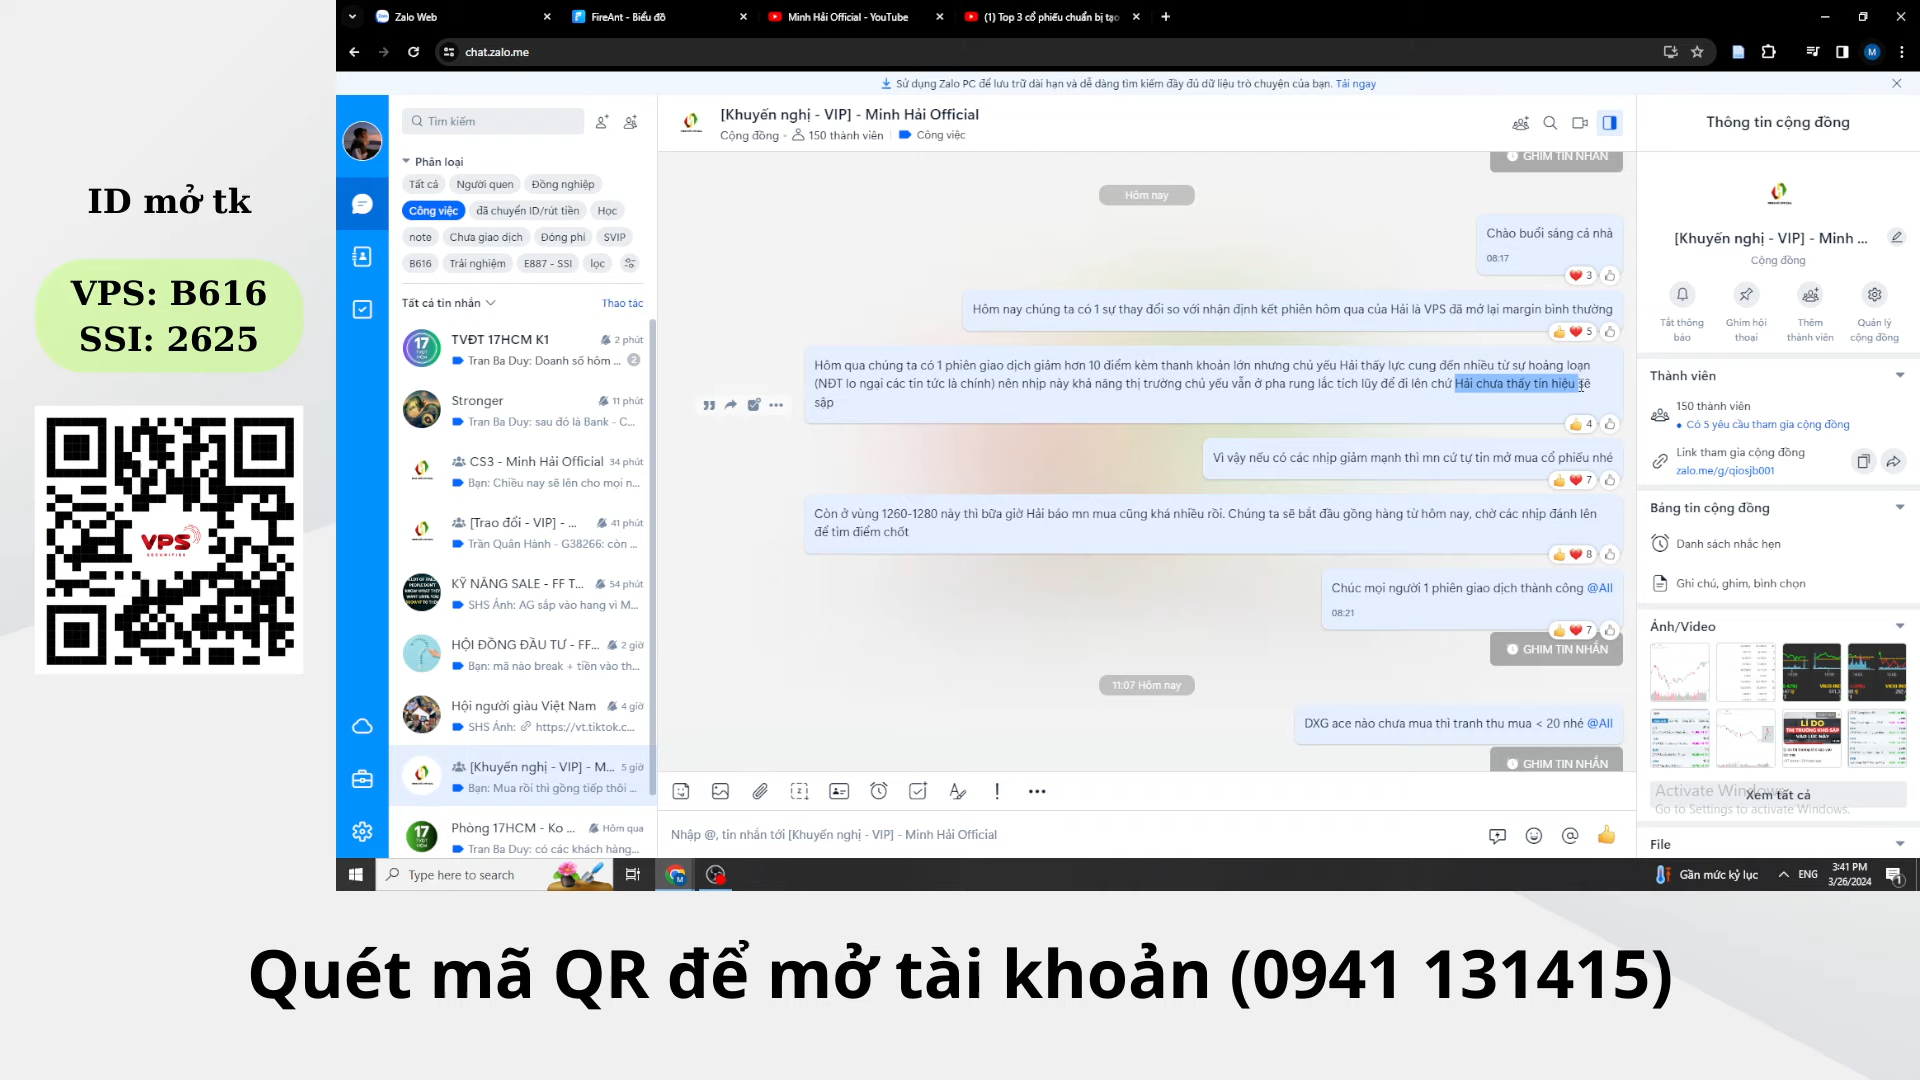 ID mở tk
VPS: B616
SSI: 2625
VPS
SECURITIES
Zalo Web
FireAnt - Biểu đồ
Minh Hải Official - YouTube
(1) Top 3 cổ phiếu chuẩn bị tạo
chat.zalo.me
Sử dụng Zalo PC để lưu trữ dài hạn và dễ dàng tìm kiếm đầy đủ dữ liệu trò chuyện của bạn. Tải ngay
Tìm kiếm
Phân loại
Tất cả Người quen Đồng nghiệp
Công việc đã chuyển ID/rút tiền Học
note Chưa giao dịch Đóng phí SVIP
B616 Trải nghiệm E887 - SSI lọc
Tất cả tin nhắn Thao tác
TVĐT 17HCM K1 2 phút
Tran Ba Duy: Doanh số hôm ... 2
Stronger 11 phút
Tran Ba Duy: sau đó là Bank - C...
CS3 - Minh Hải Official 34 phút
Bạn: Chiều nay sẽ lên cho mọi n...
[Trao đổi - VIP] - ... 41 phút
Trần Quân Hành - G38266: còn ...
KỸ NĂNG SALE - FF T... 54 phút
SHS Ánh: AG sắp vào hang vì M...
HỘI ĐỒNG ĐẦU TƯ - FF... 2 giờ
Bạn: mã nào break + tiền vào th...
Hội người giàu Việt Nam 4 giờ
SHS Ánh: https://vt.tiktok.c...
[Khuyến nghị - VIP] - M... 5 giờ
Bạn: Mua rồi thì gồng tiếp thôi ...
Phòng 17HCM - Ko ... Hôm qua
Tran Ba Duy: có các khách hàng...
[Khuyến nghị - VIP] - Minh Hải Official
Cộng đồng - 150 thành viên Công việc
GHIM TIN NHẮN
Hôm nay
Chào buổi sáng cả nhà
08:17
3
Hôm nay chúng ta có 1 sự thay đổi so với nhận định kết phiên hôm qua của Hải là VPS đã mở lại margin bình thường
5
Hôm qua chúng ta có 1 phiên giao dịch giảm hơn 10 điểm kèm thanh khoản lớn nhưng chủ yếu Hải thấy lực cung đến nhiều từ sự hoảng loạn
(NĐT lo ngại các tin tức là chính) nên nhịp này khả năng thị trường chủ yếu vẫn ở pha rung lắc tích lũy để đi lên chứ Hải chưa thấy tín hiệu sẽ
sập
4
Vì vậy nếu có các nhịp giảm mạnh thì mn cứ tự tin mở mua cổ phiếu nhé
7
Còn ở vùng 1260-1280 này thì bữa giờ Hải báo mn mua cũng khá nhiều rồi. Chúng ta sẽ bắt đầu gồng hàng từ hôm nay, chờ các nhịp đánh lên
để tìm điểm chốt
8
Chúc mọi người 1 phiên giao dịch thành công @All
08:21
7
GHIM TIN NHẮN
11:07 Hôm nay
DXG ace nào chưa mua thì tranh thu mua < 20 nhé @All
GHIM TIN NHẮN
Nhập @, tin nhắn tới [Khuyến nghị - VIP] - Minh Hải Official
Thông tin cộng đồng
[Khuyến nghị - VIP] - Minh ...
Cộng đồng
Tắt thông báo
Ghim hội thoại
Thêm thành viên
Quản lý cộng đồng
Thành viên
150 thành viên
Có 5 yêu cầu tham gia cộng đồng
Link tham gia cộng đồng
zalo.me/g/qiosjb001
Bảng tin cộng đồng
Danh sách nhắc hẹn
Ghi chú, ghim, bình chọn
Ảnh/Video
LÍ DO
Xem tất cả
Activate Windows
Go to Settings to activate Windows.
File
Type here to search
Gần mức kỷ lục
ENG
3:41 PM
3/26/2024
1
Quét mã QR để mở tài khoản (0941 131415)